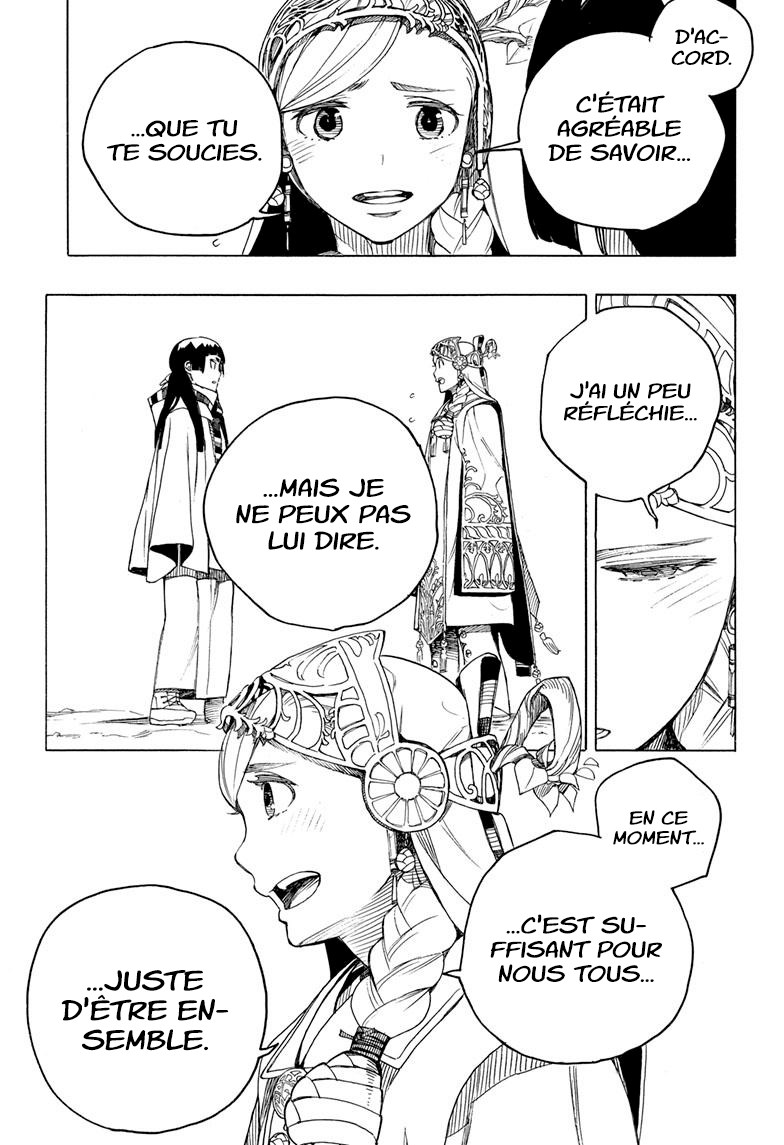 D'AC-
CORD.
C'ÉTAIT
AGRÉABLE
DE SAVOIR...
...QUE TU
TE SOUCIES.
J'AI UN PEU
RÉFLÉCHIE...
...MAIS JE
NE PEUX PAS
LUI DIRE.
EN CE
MOMENT...
...C'EST SU-
FFISANT POUR
NOUS TOUS...
...JUSTE
D'ÊTRE EN-
SEMBLE.